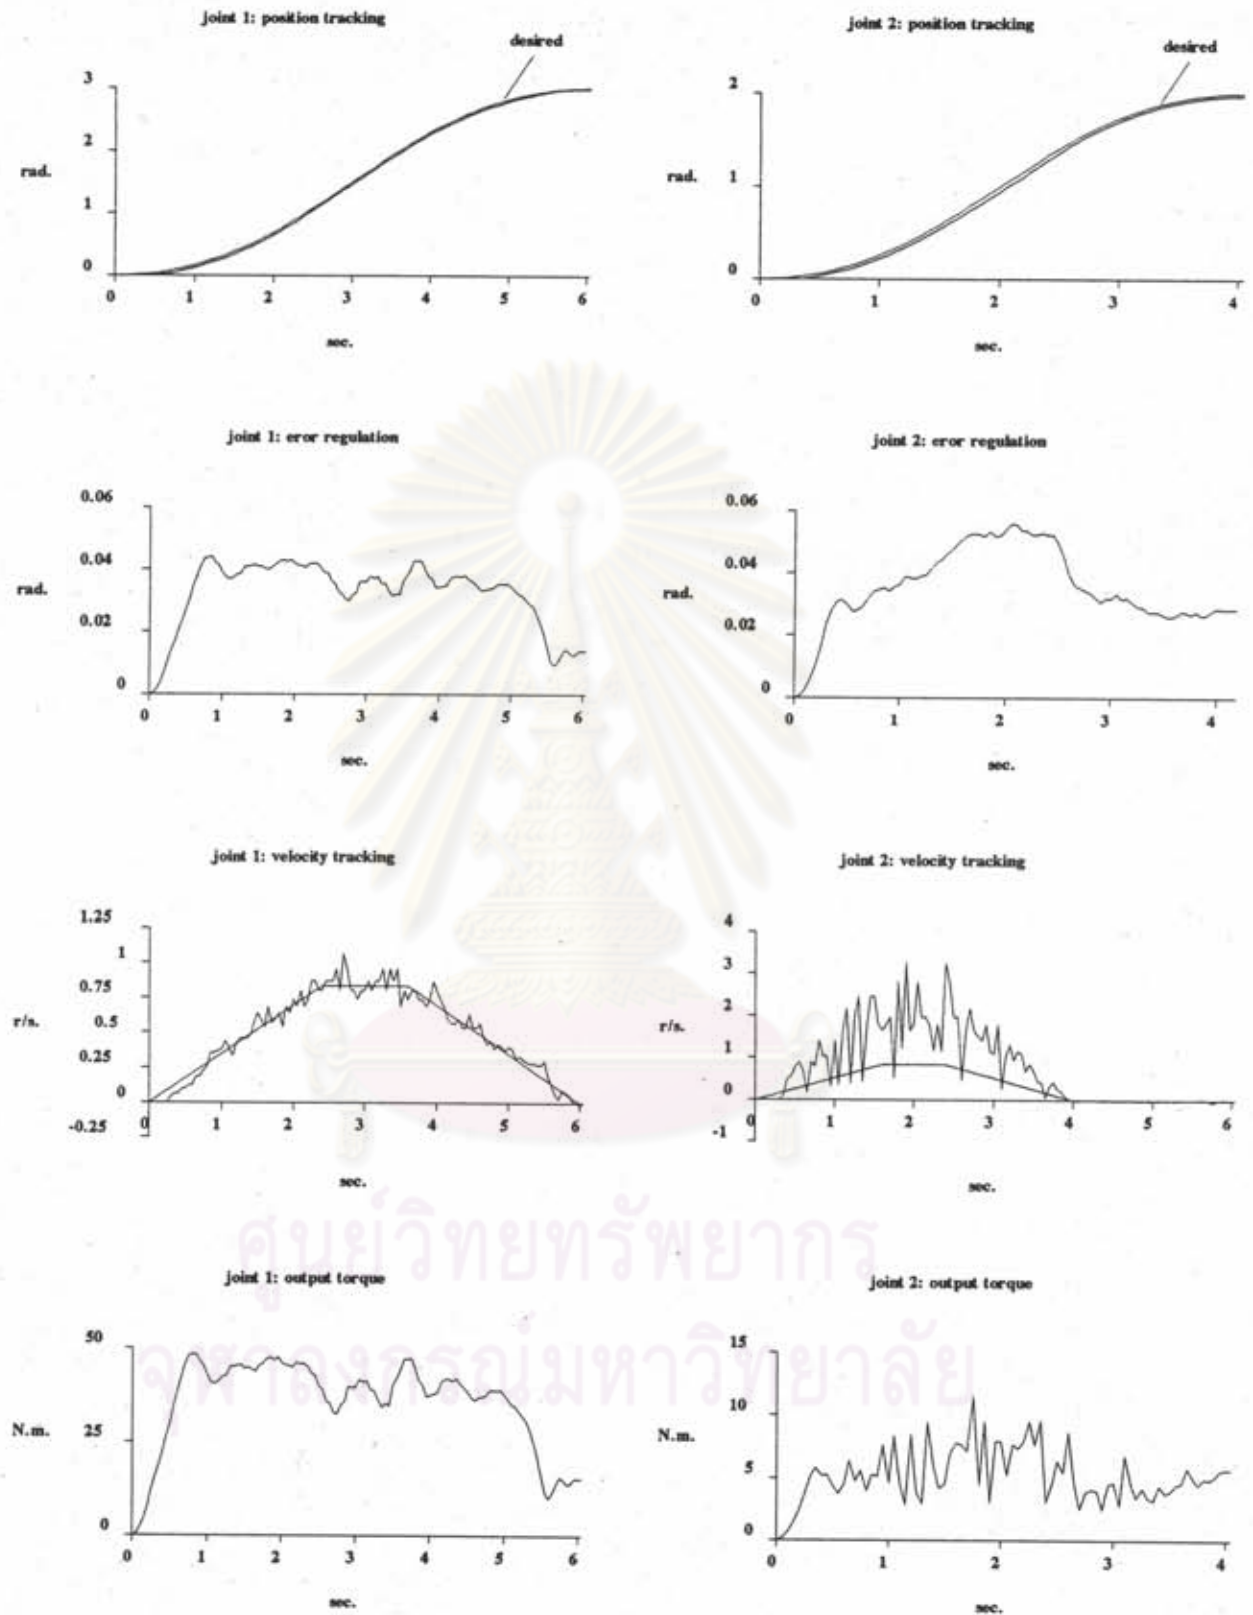 joint 1: position tracking
desired
3
2
rad.
1
0
0 1 2 3 4 5 6
sec.
joint 2: position tracking
desired
2
rad. 1
0
0 1 2 3 4
sec.
joint 1: eror regulation
0.06
0.04
rad.
0.02
0
0 1 2 3 4 5 6
sec.
joint 2: eror regulation
0.06
0.04
rad.
0.02
0
0 1 2 3 4
sec.
joint 1: velocity tracking
1.25
1
0.75
r/s. 0.5
0.25
0
-0.25
0 1 2 3 4 5 6
sec.
joint 2: velocity tracking
4
3
2
r/s.
1
0
-1
0 1 2 3 4 5 6
sec.
ศูนย์วิทยทรัพยากร
จุฬาลงกรณ์มหาวิทยาลัย
joint 1: output torque
50
N.m. 25
0
0 1 2 3 4 5 6
sec.
joint 2: output torque
15
10
N.m.
5
0
0 1 2 3 4
sec.